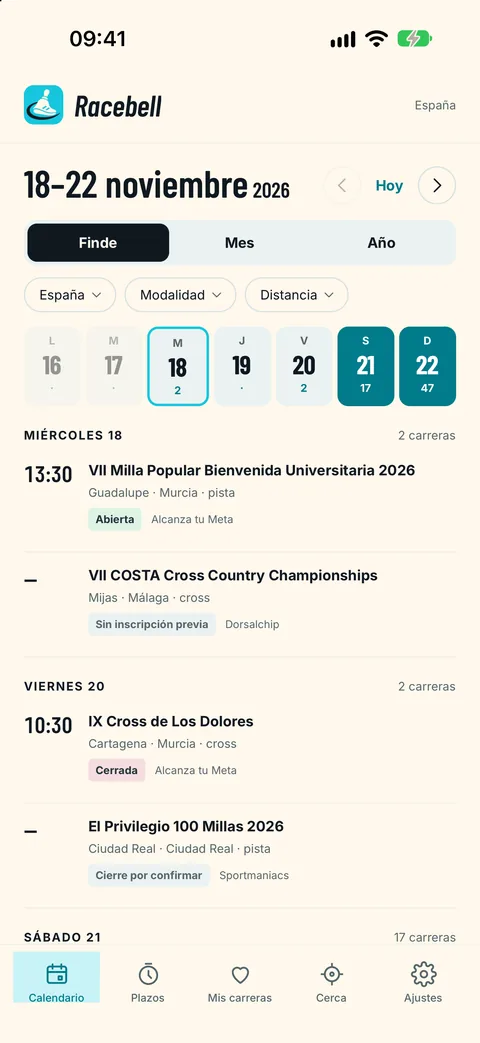 09:41
Racebell
España
18–22 noviembre 2026
Hoy
Finde Mes Año
España Modalidad Distancia
L M M J V S D
16 17 18 19 20 21 22
· · 2 · 2 17 47
MIÉRCOLES 18 2 carreras
13:30 VII Milla Popular Bienvenida Universitaria 2026
Guadalupe · Murcia · pista
Abierta Alcanza tu Meta
– VII COSTA Cross Country Championships
Mijas · Málaga · cross
Sin inscripción previa Dorsalchip
VIERNES 20 2 carreras
10:30 IX Cross de Los Dolores
Cartagena · Murcia · cross
Cerrada Alcanza tu Meta
– El Privilegio 100 Millas 2026
Ciudad Real · Ciudad Real · pista
Cierre por confirmar Sportmaniacs
SÁBADO 21 17 carreras
Calendario Plazos Mis carreras Cerca Ajustes